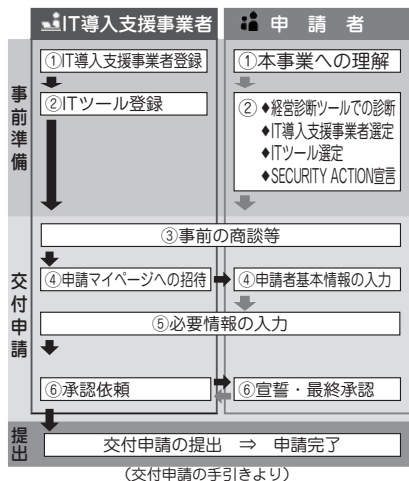 IT導入支援事業者
申請者
事前準備
①IT導入支援事業者登録
①本事業への理解
②ITツール登録
②◆経営診断ツールでの診断
◆IT導入支援事業者選定
◆ITツール選定
◆SECURITY ACTION宣言
交付申請
③事前の商談等
④申請マイページへの招待
④申請者基本情報の入力
⑤必要情報の入力
⑥承認依頼
⑥宣誓・最終承認
提出
交付申請の提出 ⇒ 申請完了
(交付申請の手引きより)